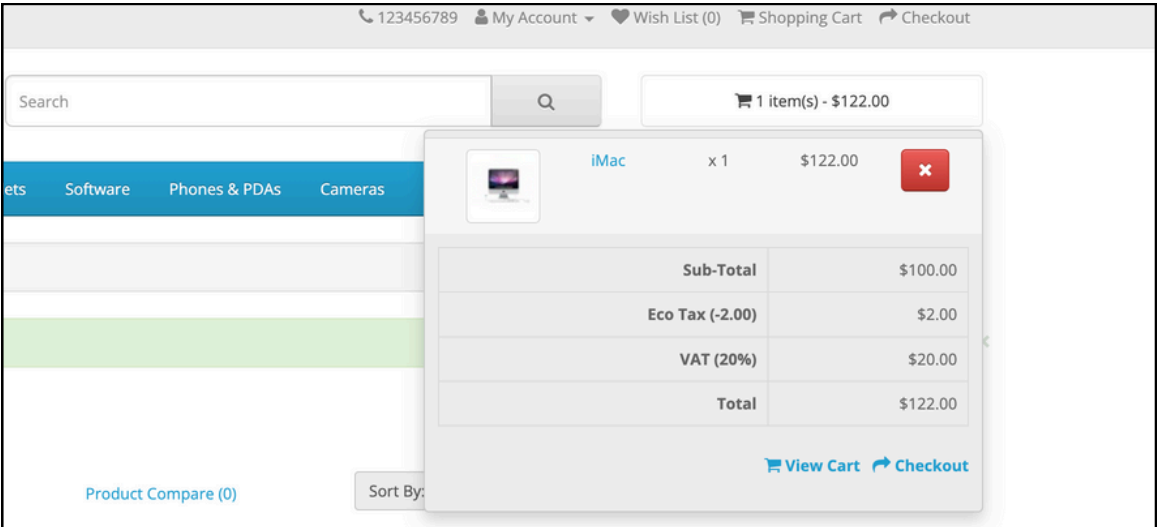 123456789 My Account Wish List (0) Shopping Cart Checkout
Search
1 item(s) - $122.00
iMac x 1 $122.00
ets Software Phones & PDAs Cameras
Sub-Total $100.00
Eco Tax (-2.00) $2.00
VAT (20%) $20.00
Total $122.00
View Cart Checkout
Product Compare (0) Sort By: